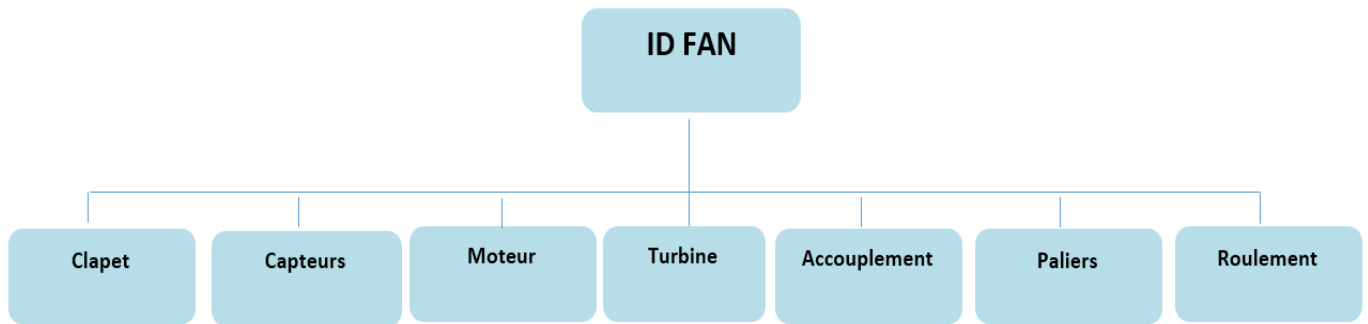 ID FAN
Clapet
Capteurs
Moteur
Turbine
Accouplement
Paliers
Roulement